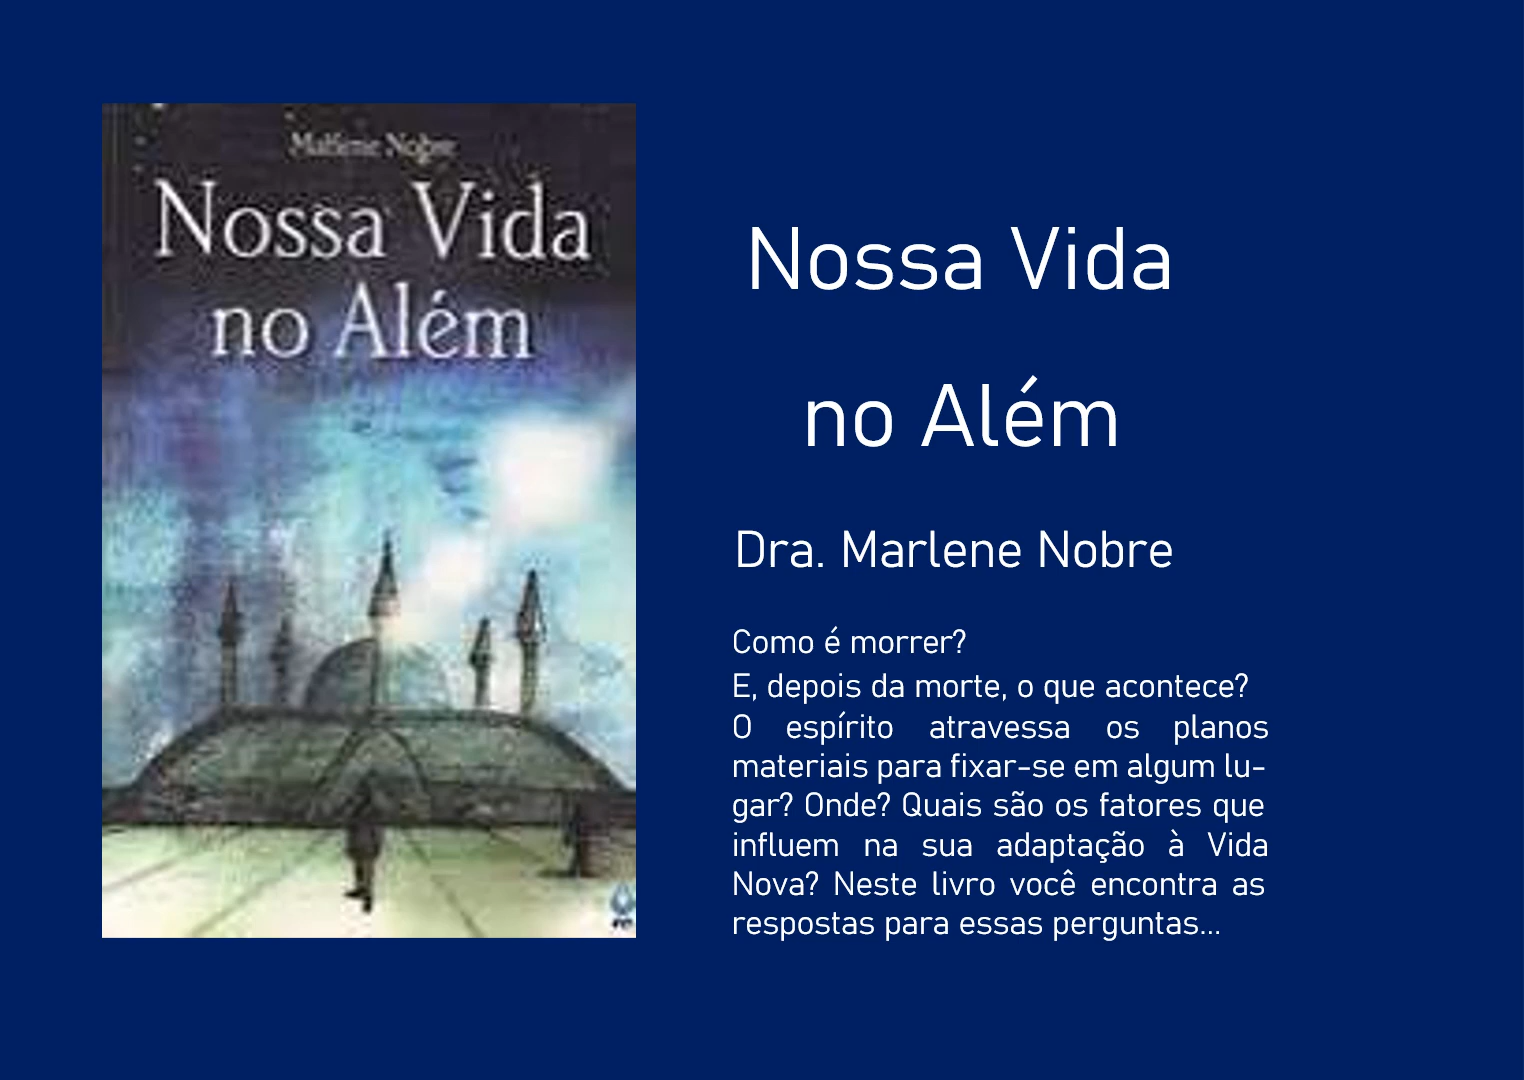 Marlene Nobre
Nossa Vida
no Além
Nossa Vida
no Além
Dra. Marlene Nobre
Como é morrer?
E, depois da morte, o que acontece?
O espírito atravessa os planos
materiais para fixar-se em algum lu-
gar? Onde? Quais são os fatores que
influem na sua adaptação à Vida
Nova? Neste livro você encontra as
respostas para essas perguntas...